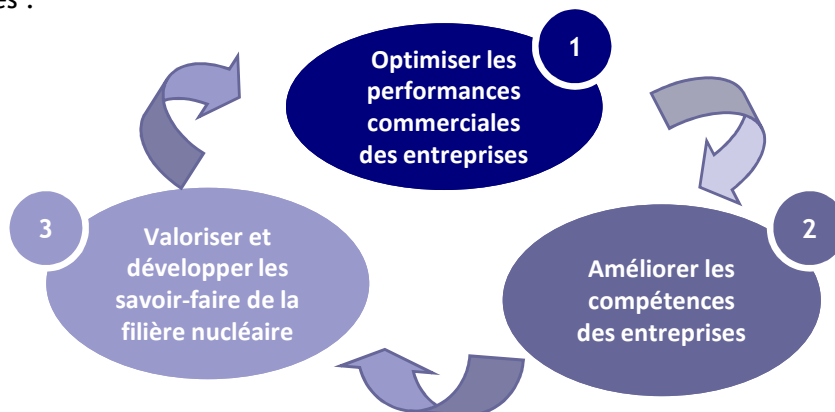 1
Optimiser les
performances
commerciales
des entreprises
2
Améliorer les
compétences
des entreprises
3
Valoriser et
développer les
savoir-faire de la
filière nucléaire